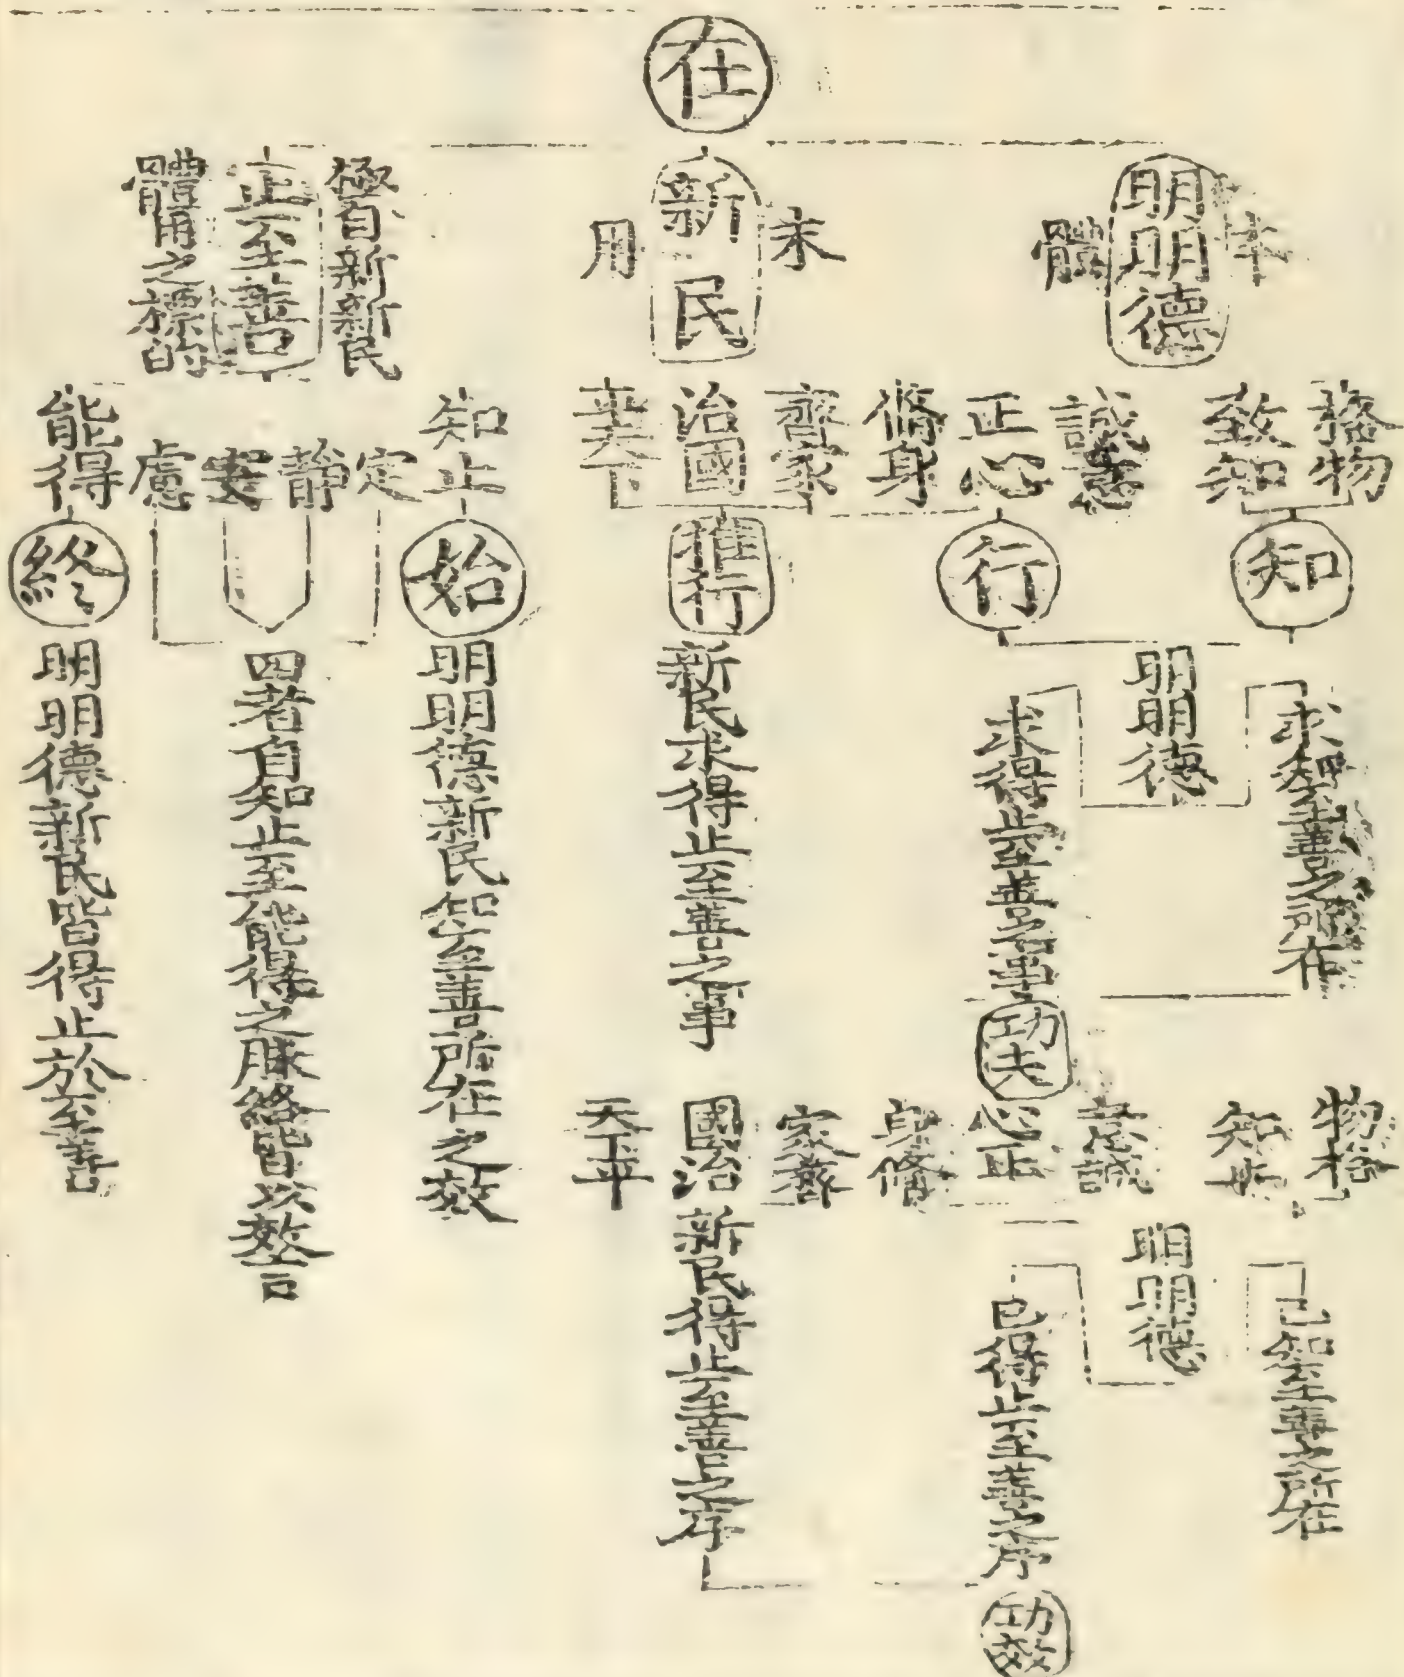 在
本
明明德
體
末
新民
用
極自新新民
止至善
體用之標的
格物
致知
誠意
正心
修身
齊家
治國
平天下
知止
定
靜
安
慮
能得
知
行
推行
始
終
明明德
求知至善之所在
求得止至善之事
新民求得止至善之事
明明德新民知至善所在之效
四者自知止至能得之脈絡皆以效言
明明德新民皆得止於至善
功夫
物格
知至
意誠
心正
身修
家齊
國治
天下平
明明德
已知至善之所在
已得止至善之序
新民得止至善之序
功效